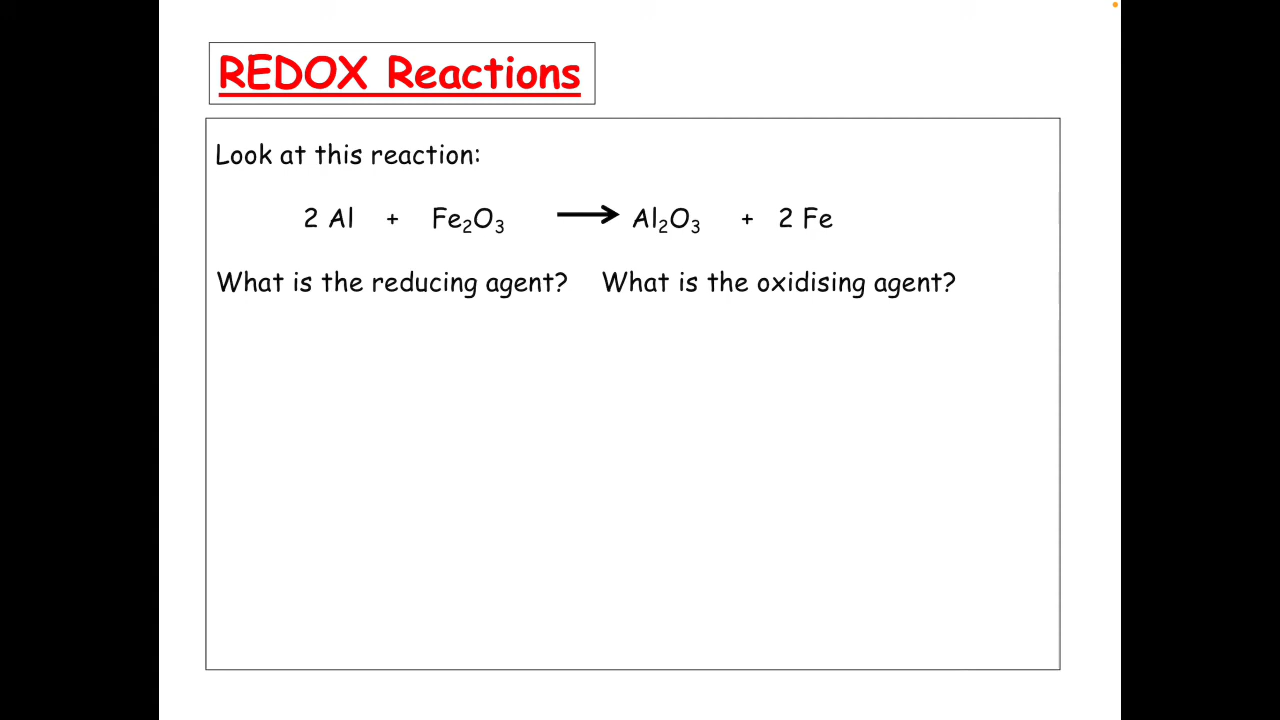 REDOX Reactions
Look at this reaction:
2 Al + Fe₂O₃ ⟶ Al₂O₃ + 2 Fe
What is the reducing agent? What is the oxidising agent?